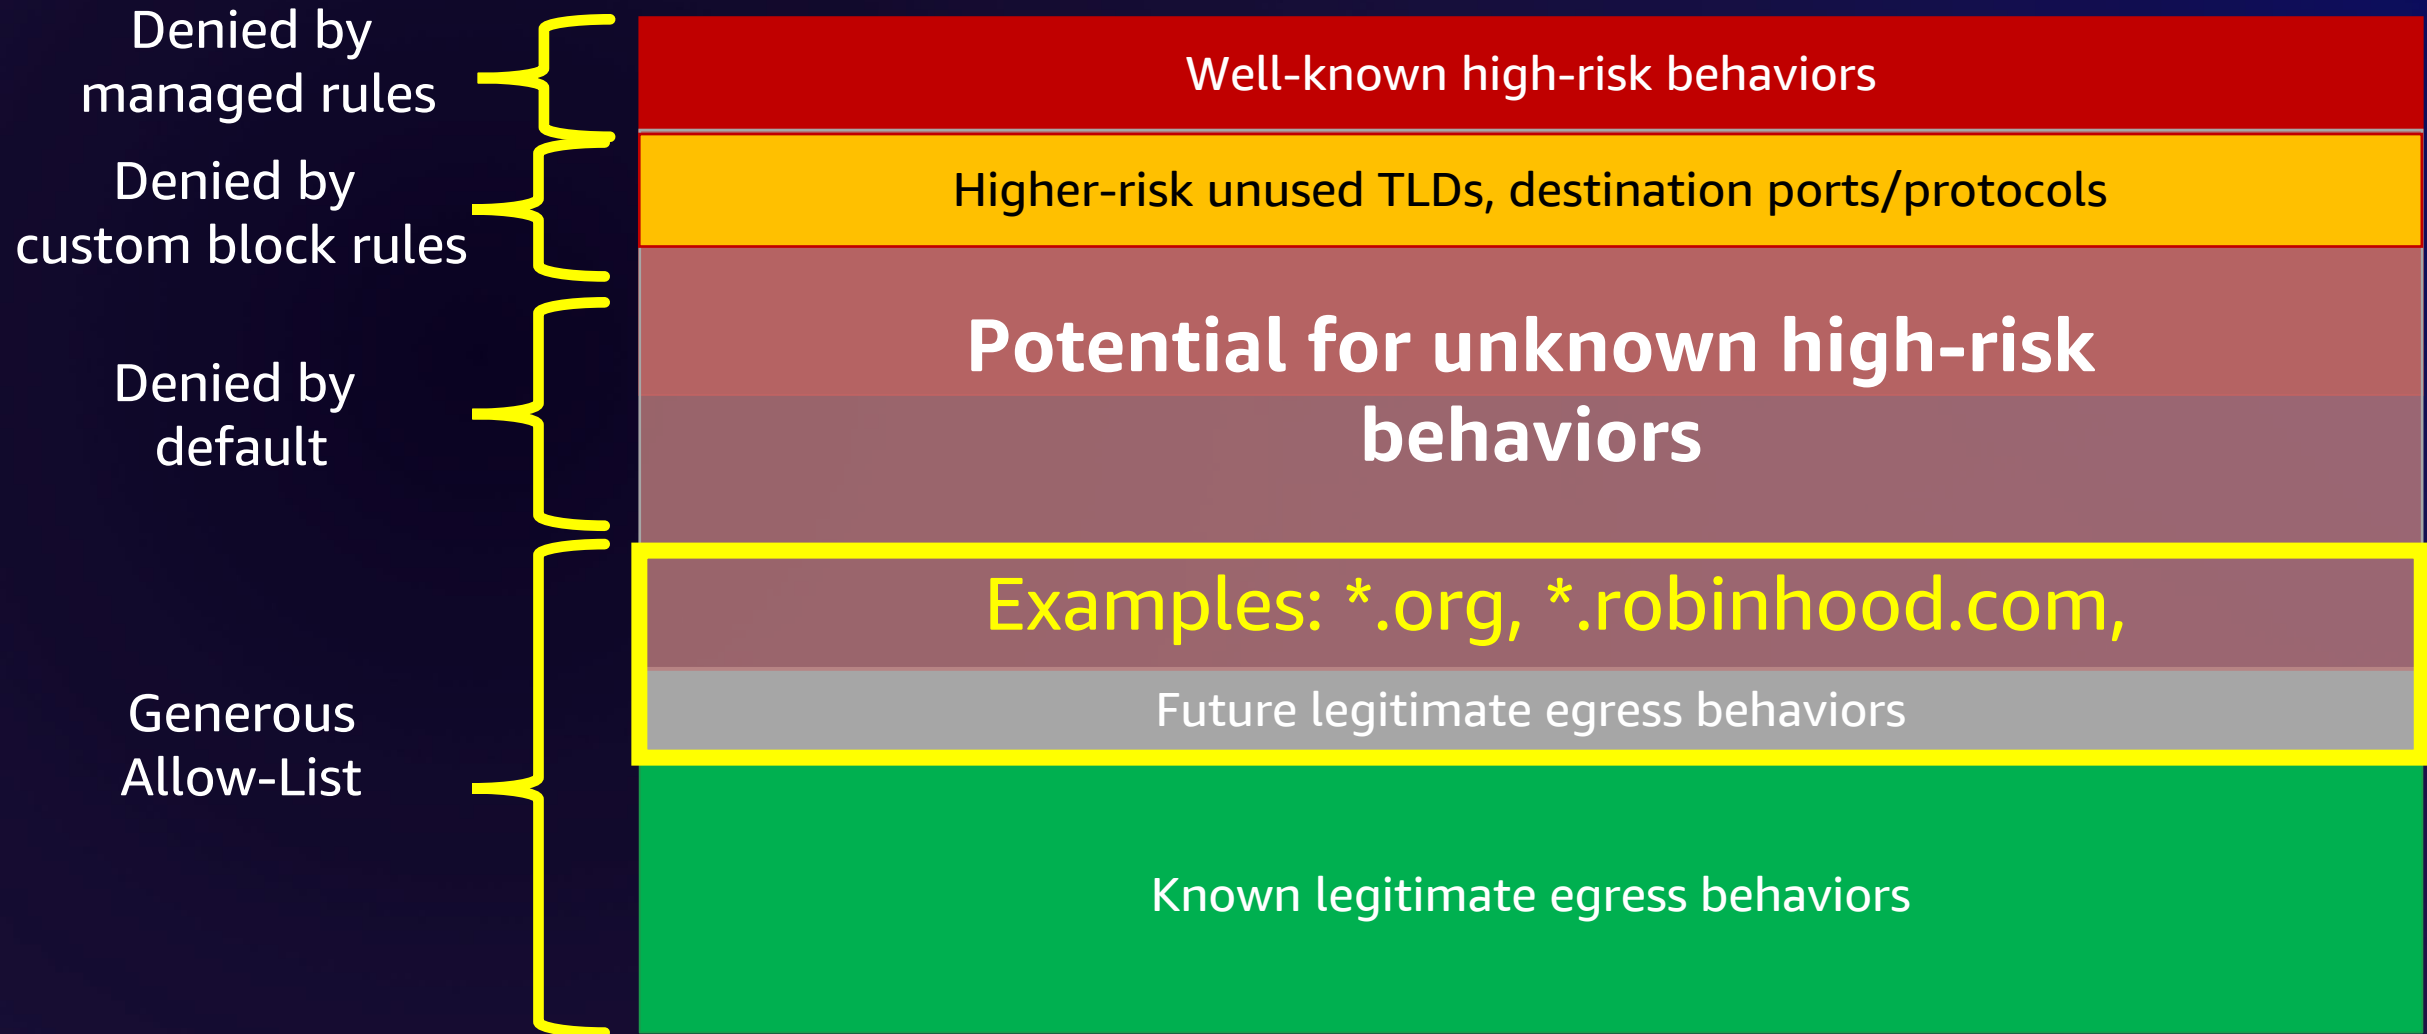 Denied by
managed rules
Well-known high-risk behaviors
Denied by
custom block rules
Higher-risk unused TLDs, destination ports/protocols
Denied by
default
Potential for unknown high-risk
behaviors
Generous
Allow-List
Examples: *.org, *.robinhood.com,
Future legitimate egress behaviors
Known legitimate egress behaviors